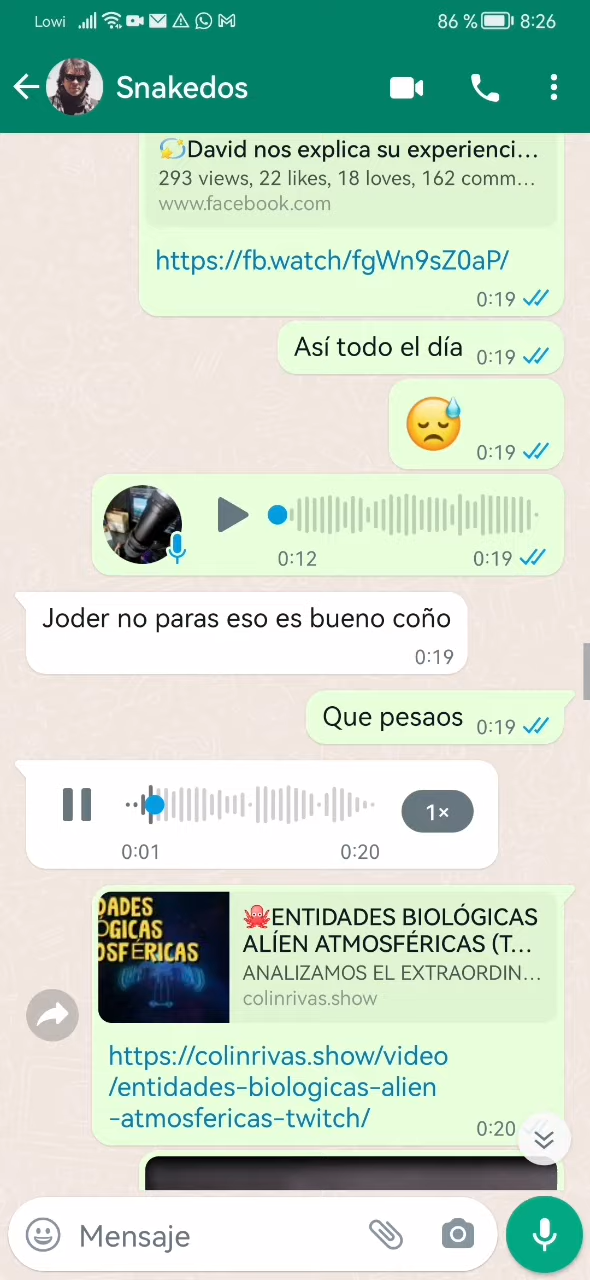 Lowi 86 % 8:26
Snakedos
💫David nos explica su experienci...
293 views, 22 likes, 18 loves, 162 comm...
www.facebook.com
https://fb.watch/fgWn9sZ0aP/
0:19
Así todo el día 0:19
0:19
0:12 0:19
Joder no paras eso es bueno coño
0:19
Que pesaos 0:19
1×
0:01 0:20
DADES
ÓGICAS
OSFÉRICAS
🐙ENTIDADES BIOLÓGICAS
ALÍEN ATMOSFÉRICAS (T...
ANALIZAMOS EL EXTRAORDIN...
colinrivas.show
https://colinrivas.show/video
/entidades-biologicas-alien
-atmosfericas-twitch/
0:20
Mensaje